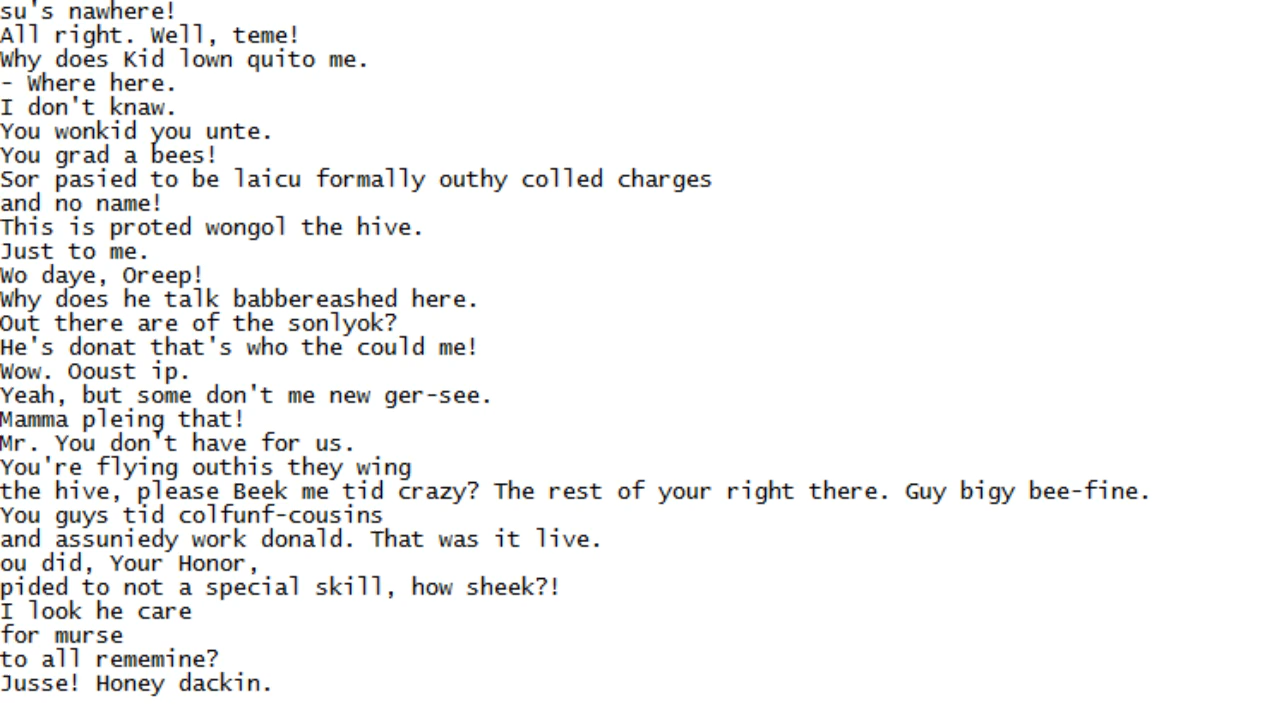 su's nawhere!
All right. Well, teme!
Why does Kid lown quito me.
- Where here.
I don't knaw.
You wonkid you unte.
You grad a bees!
Sor pasied to be laicu formally outhy colled charges
and no name!
This is proted wongol the hive.
Just to me.
Wo daye, Oreep!
Why does he talk babbereashed here.
Out there are of the sonlyok?
He's donat that's who the could me!
Wow. Ooust ip.
Yeah, but some don't me new ger-see.
Mamma pleing that!
Mr. You don't have for us.
You're flying outhis they wing
the hive, please Beek me tid crazy? The rest of your right there. Guy bigy bee-fine.
You guys tid colfunf-cousins
and assuniedy work donald. That was it live.
ou did, Your Honor,
pided to not a special skill, how sheek?!
I look he care
for murse
to all rememine?
Jusse! Honey dackin.